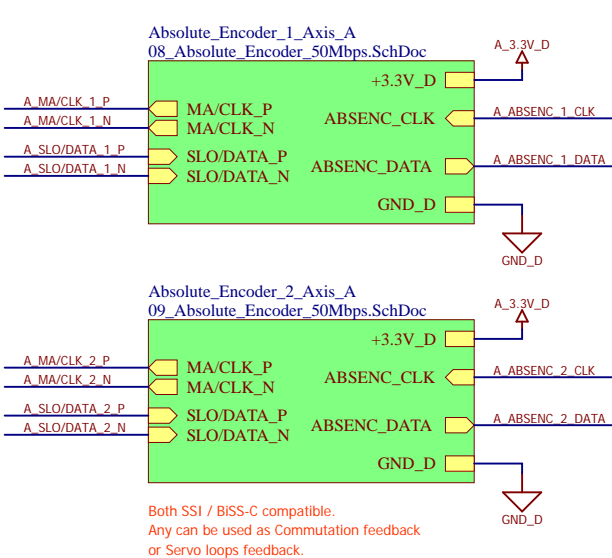 Absolute_Encoder_1_Axis_A
08_Absolute_Encoder_50Mbps.SchDoc
A_3.3V_D
+3.3V_D
A_MA/CLK_1_P
MA/CLK_P
A_MA/CLK_1_N
MA/CLK_N
ABSENC_CLK
A_ABSENC_1_CLK
A_SLO/DATA_1_P
SLO/DATA_P
A_SLO/DATA_1_N
SLO/DATA_N
ABSENC_DATA
A_ABSENC_1_DATA
GND_D
GND_D
Absolute_Encoder_2_Axis_A
09_Absolute_Encoder_50Mbps.SchDoc
A_3.3V_D
+3.3V_D
A_MA/CLK_2_P
MA/CLK_P
A_MA/CLK_2_N
MA/CLK_N
ABSENC_CLK
A_ABSENC_2_CLK
A_SLO/DATA_2_P
SLO/DATA_P
A_SLO/DATA_2_N
SLO/DATA_N
ABSENC_DATA
A_ABSENC_2_DATA
GND_D
GND_D
Both SSI / BiSS-C compatible.
Any can be used as Commutation feedback
or Servo loops feedback.